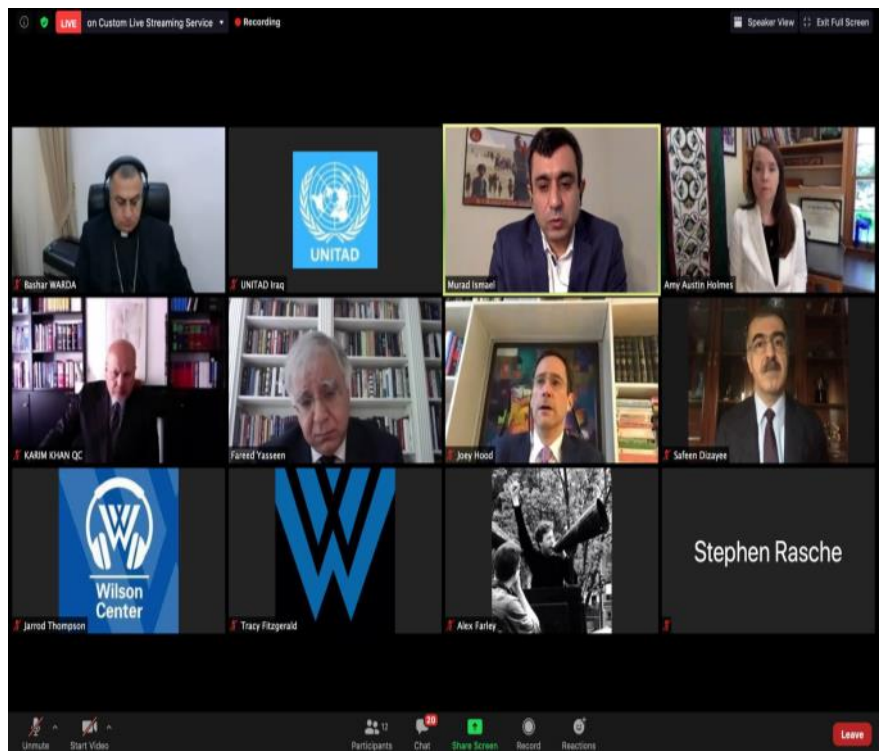 LIVE on Custom Live Streaming Service Recording
Speaker View Exit Full Screen
Bashar WARDA
UNITAD
UNITAD Iraq
Murad Ismael
Amy Austin Holmes
KARIM KHAN QC
Fareed Yasseen
Joey Hood
Safeen Dizayee
W
Wilson
Center
Jarrod Thompson
W
Tracy Fitzgerald
Alex Farley
Stephen Rasche
Unmute
Start Video
Participants 12
Chat 20
Share Screen
Record
Reactions
Leave